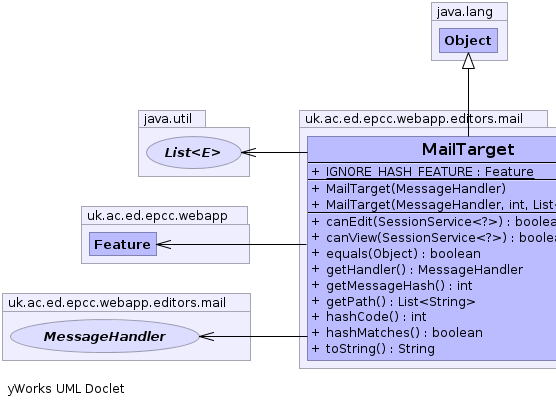 java.lang
Object
java.util
List<E>
uk.ac.ed.epcc.webapp.editors.mail
MailTarget
+ IGNORE_HASH_FEATURE : Feature
+ MailTarget(MessageHandler)
+ MailTarget(MessageHandler, int, List
+ canEdit(SessionService<?>) : boolean
+ canView(SessionService<?>) : boolea
+ equals(Object) : boolean
+ getHandler() : MessageHandler
+ getMessageHash() : int
+ getPath() : List<String>
+ hashCode() : int
+ hashMatches() : boolean
+ toString() : String
uk.ac.ed.epcc.webapp
Feature
uk.ac.ed.epcc.webapp.editors.mail
MessageHandler
yWorks UML Doclet